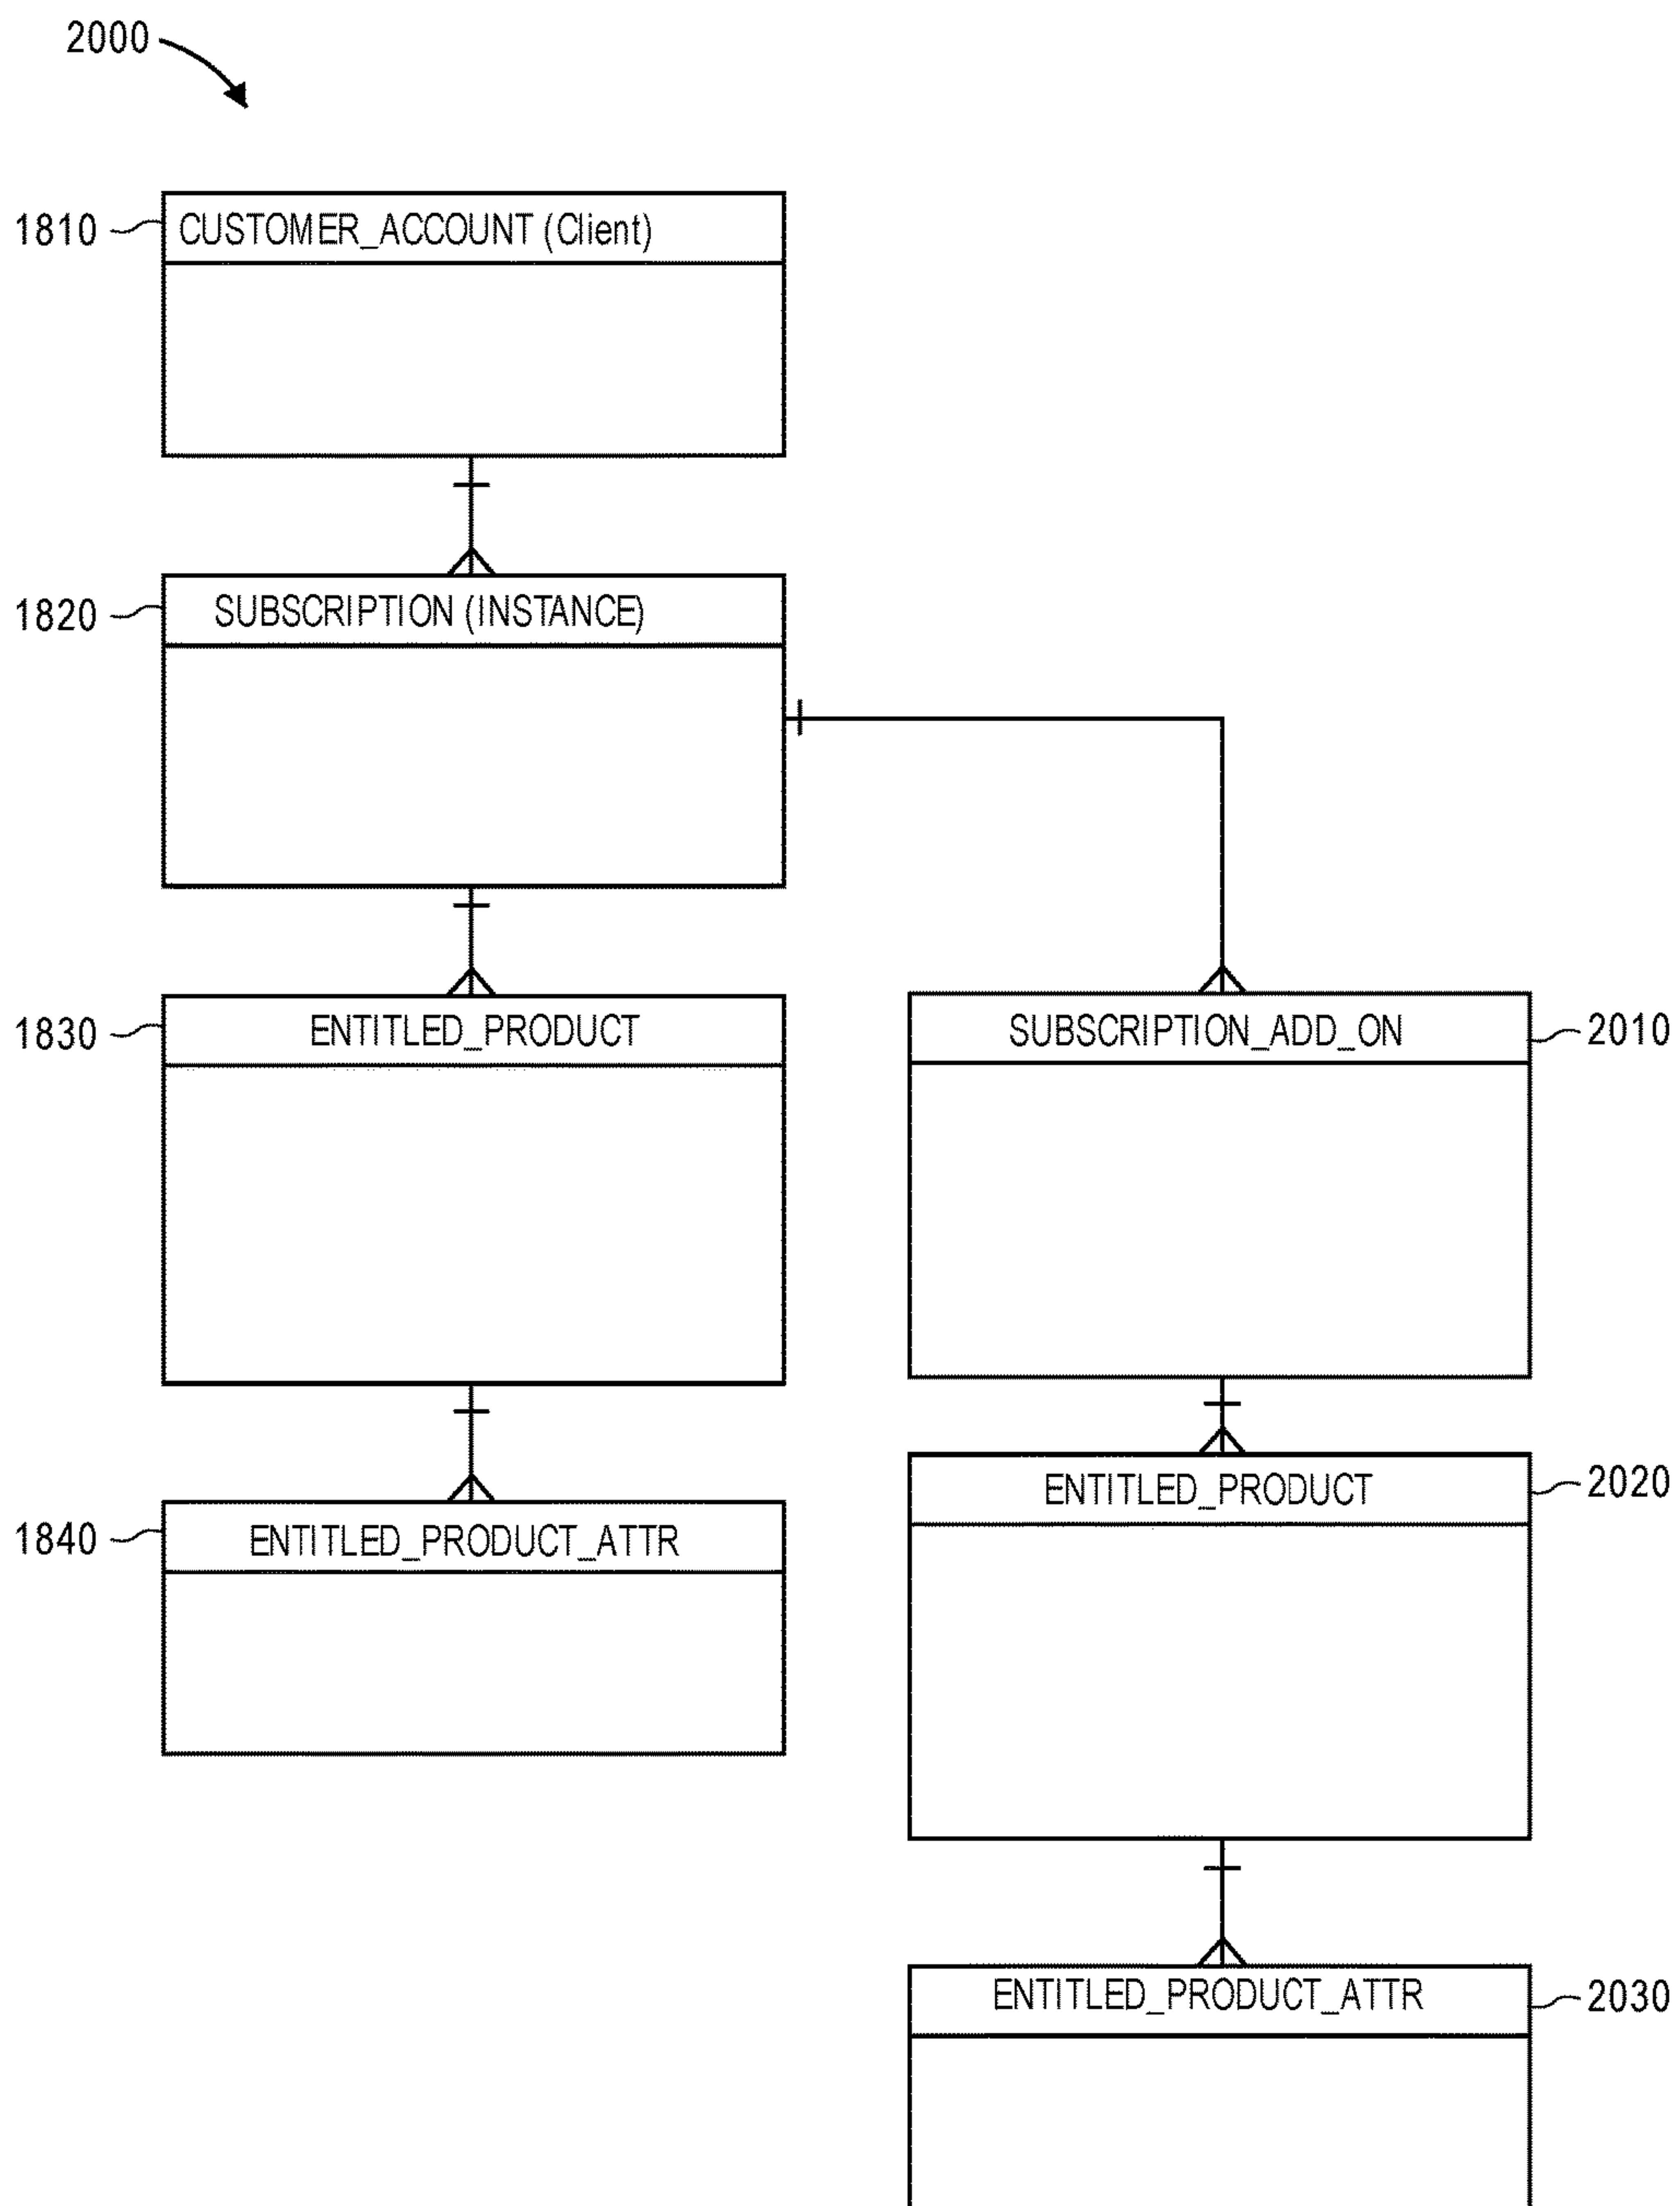 2000
1810
CUSTOMER_ACCOUNT (Client)
1820
SUBSCRIPTION (INSTANCE)
1830
ENTITLED_PRODUCT
SUBSCRIPTION_ADD_ON
2010
ENTITLED_PRODUCT
2020
1840
ENTITLED_PRODUCT_ATTR
ENTITLED_PRODUCT_ATTR
2030